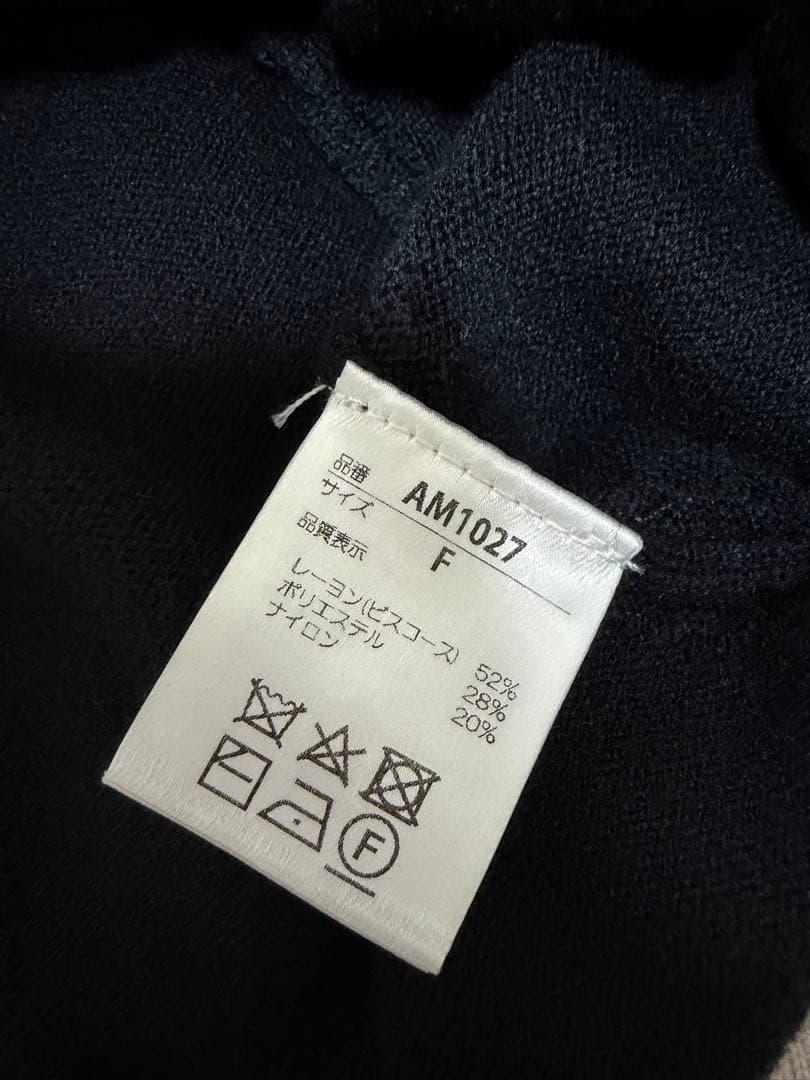 品番 AM1027
サイズ F
品質表示
レーヨン(ビスコース) 52%
ポリエステル 28%
ナイロン 20%
F